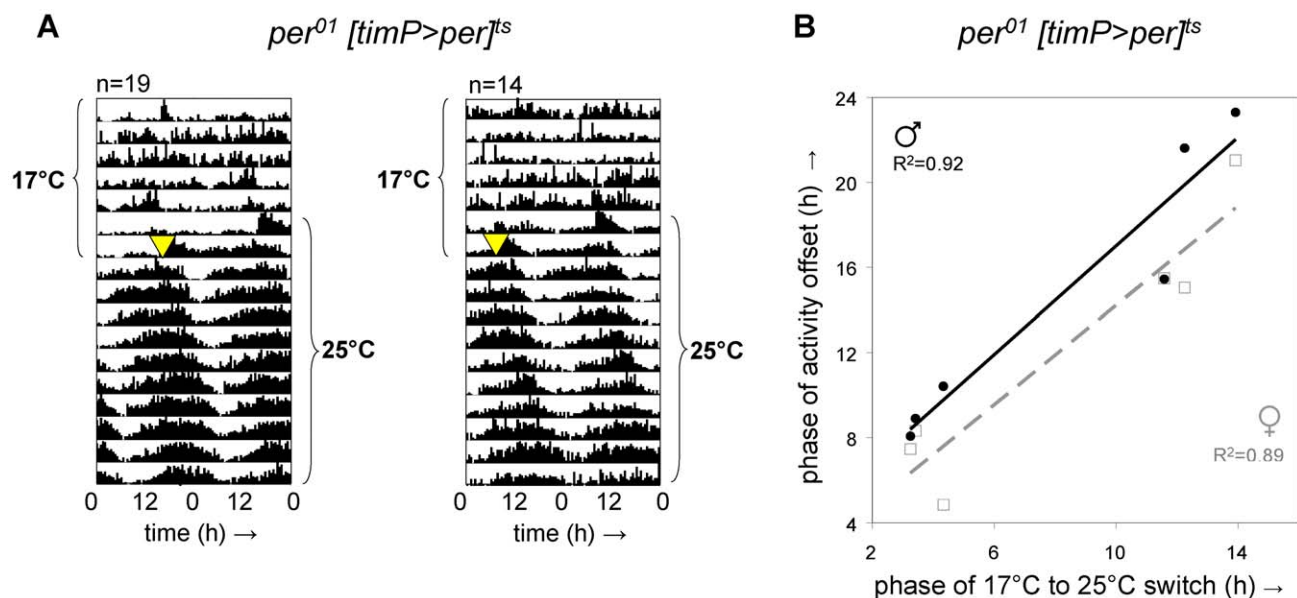 A
per⁰¹ [timP>per]ᵗˢ
n=19
17°C
25°C
0 12 0 12 0
time (h) →
n=14
17°C
25°C
0 12 0 12 0
time (h) →
B
per⁰¹ [timP>per]ᵗˢ
phase of activity offset (h) →
24
20
16
12
8
4
♂
R²=0.92
♀
R²=0.89
2 6 10 14
phase of 17°C to 25°C switch (h) →